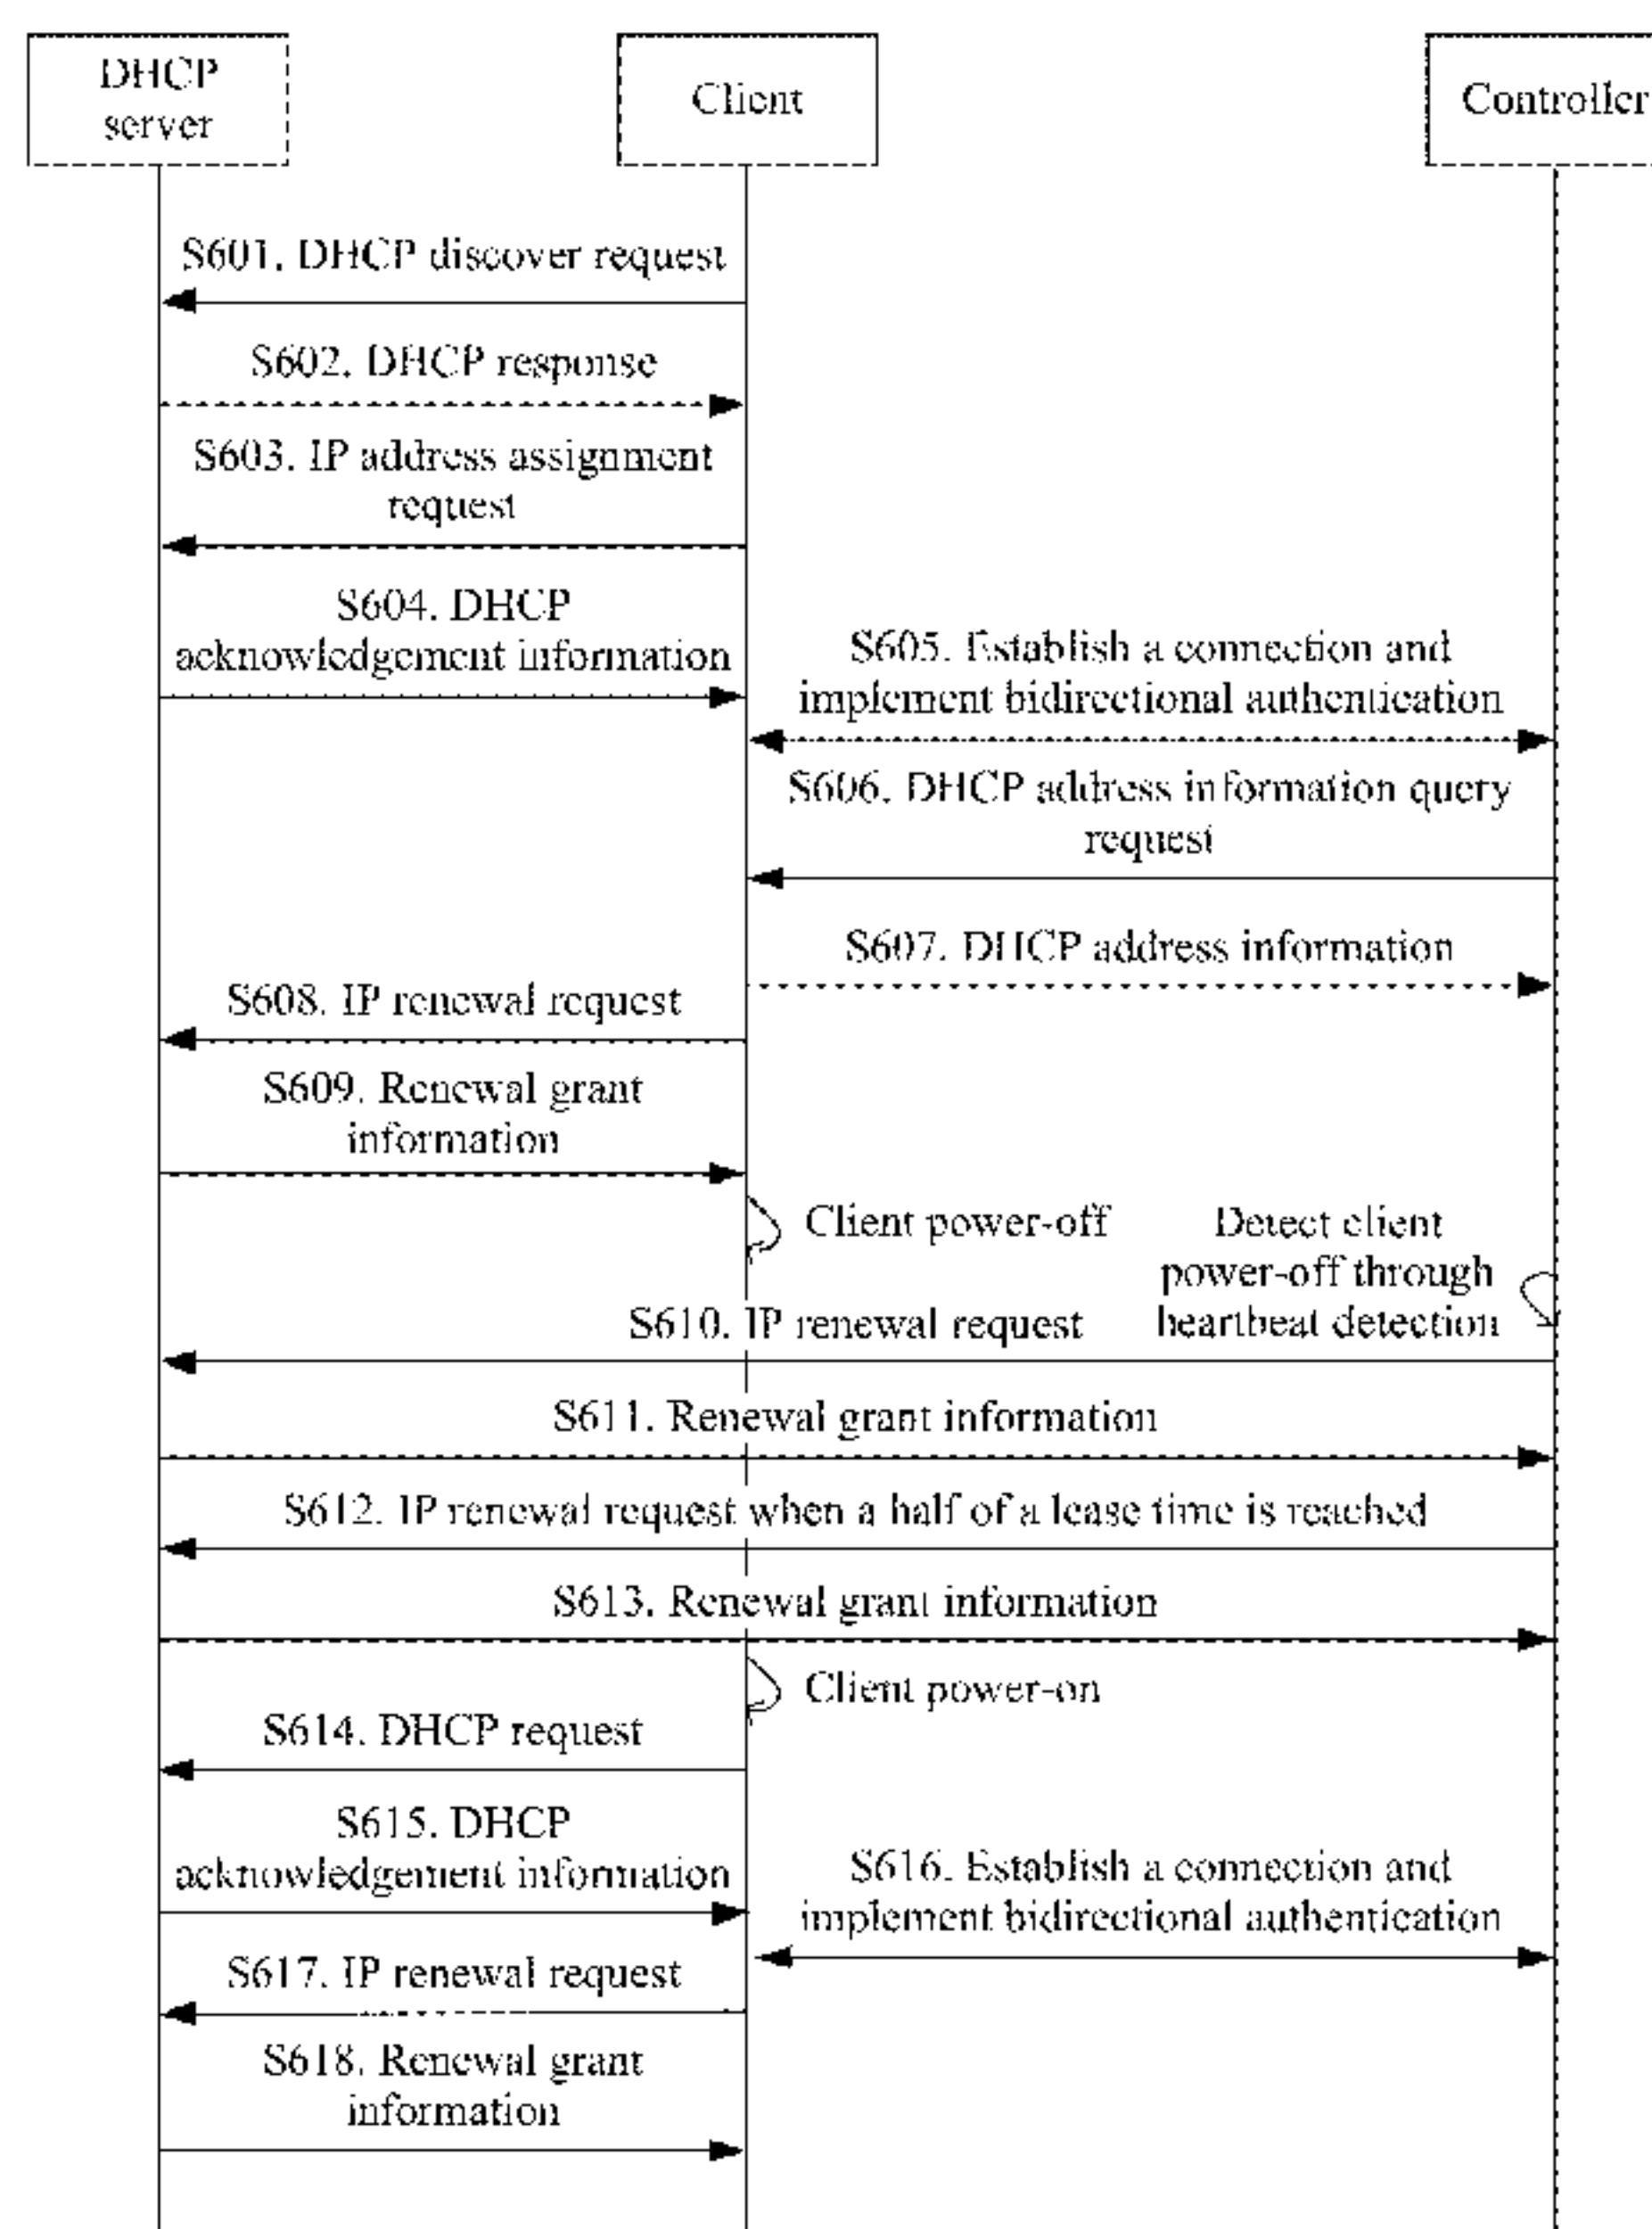 DHCP
server
Client
Controller
S601. DHCP discover request
S602. DHCP response
S603. IP address assignment
request
S604. DHCP
acknowledgement information
S605. Establish a connection and
implement bidirectional authentication
S606. DHCP address information query
request
S607. DHCP address information
S608. IP renewal request
S609. Renewal grant
information
Client power-off
Detect client
power-off through
heartbeat detection
S610. IP renewal request
S611. Renewal grant information
S612. IP renewal request when a half of a lease time is reached
S613. Renewal grant information
Client power-on
S614. DHCP request
S615. DHCP
acknowledgement information
S616. Establish a connection and
implement bidirectional authentication
S617. IP renewal request
S618. Renewal grant
information